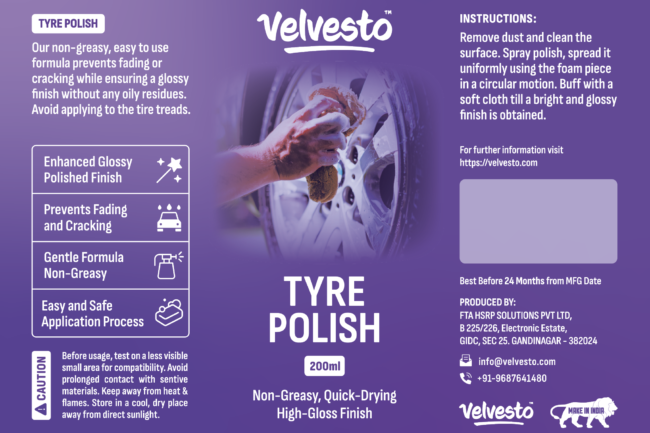 TYRE POLISH
Our non-greasy, easy to use
formula prevents fading or
cracking while ensuring a glossy
finish without any oily residues.
Avoid applying to the tire treads.
Enhanced Glossy
Polished Finish
Prevents Fading
and Cracking
Gentle Formula
Non-Greasy
Easy and Safe
Application Process
CAUTION
Before usage, test on a less visible
small area for compatibility. Avoid
prolonged contact with sentive
materials. Keep away from heat &
flames. Store in a cool, dry place
away from direct sunlight.
Velvesto™
TYRE
POLISH
200ml
Non-Greasy, Quick-Drying
High-Gloss Finish
INSTRUCTIONS:
Remove dust and clean the
surface. Spray polish, spread it
uniformly using the foam piece
in a circular motion. Buff with a
soft cloth till a bright and glossy
finish is obtained.
For further information visit
https://velvesto.com
Best Before 24 Months from MFG Date
PRODUCED BY:
FTA HSRP SOLUTIONS PVT LTD,
B 225/226, Electronic Estate,
GIDC, SEC 25. GANDINAGAR - 382024
info@velvesto.com
+91-9687641480
Velvesto™
MAKE IN INDIA